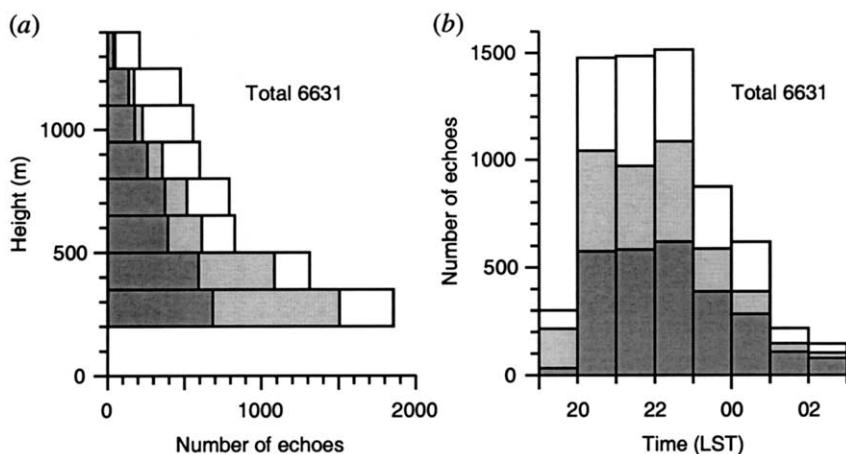 (a)
Total 6631
1000
500
0
Height (m)
0 1000 2000
Number of echoes
(b)
1500
Total 6631
1000
500
0
Number of echoes
20 22 00 02
Time (LST)